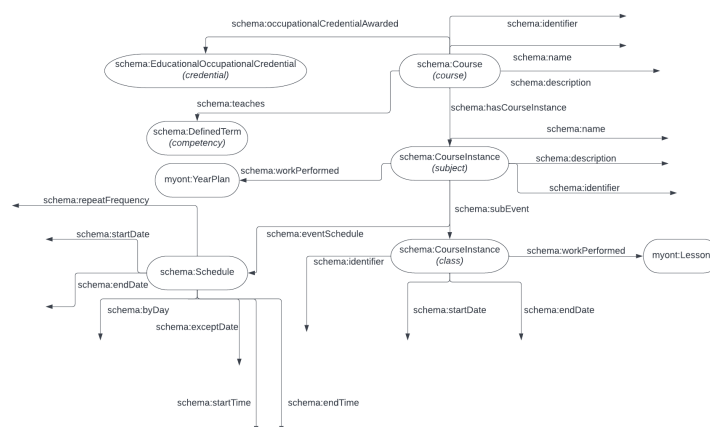 schema:occupationalCredentialAwarded
schema:identifier
schema:name
schema:EducationalOccupationalCredential
(credential)
schema:Course
(course)
schema:description
schema:teaches
schema:hasCourseInstance
schema:DefinedTerm
(competency)
schema:name
schema:CourseInstance
(subject)
schema:description
schema:workPerformed
myont:YearPlan
schema:identifier
schema:repeatFrequency
schema:subEvent
schema:startDate
schema:eventSchedule
schema:CourseInstance
(class)
schema:workPerformed
myont:Lesson
schema:identifier
schema:Schedule
schema:endDate
schema:byDay
schema:startDate
schema:endDate
schema:exceptDate
schema:startTime
schema:endTime